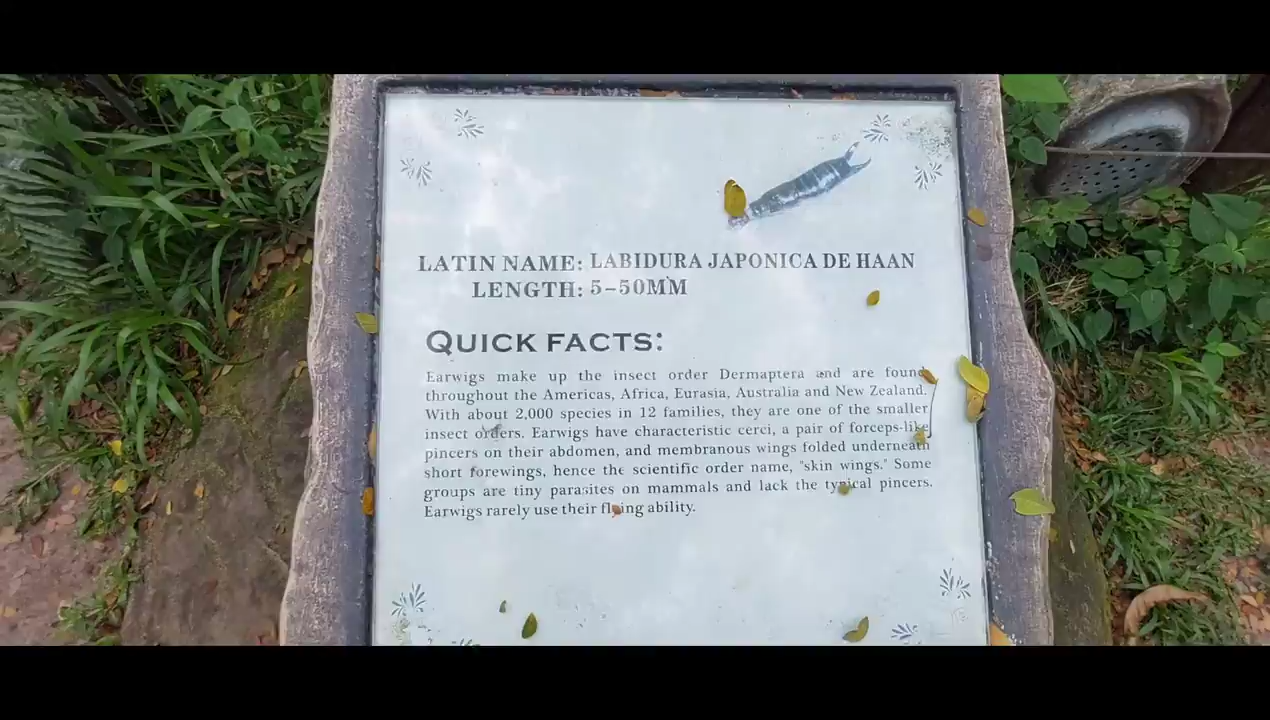 LATIN NAME: LABIDURA JAPONICA DE HAAN
LENGTH: 5-50MM
QUICK FACTS:
Earwigs make up the insect order Dermaptera and are found
throughout the Americas, Africa, Eurasia, Australia and New Zealand.
With about 2,000 species in 12 families, they are one of the smaller
insect orders. Earwigs have characteristic cerci, a pair of forceps-like
pincers on their abdomen, and membranous wings folded underneath
short forewings, hence the scientific order name, "skin wings." Some
groups are tiny parasites on mammals and lack the typical pincers.
Earwigs rarely use their flying ability.